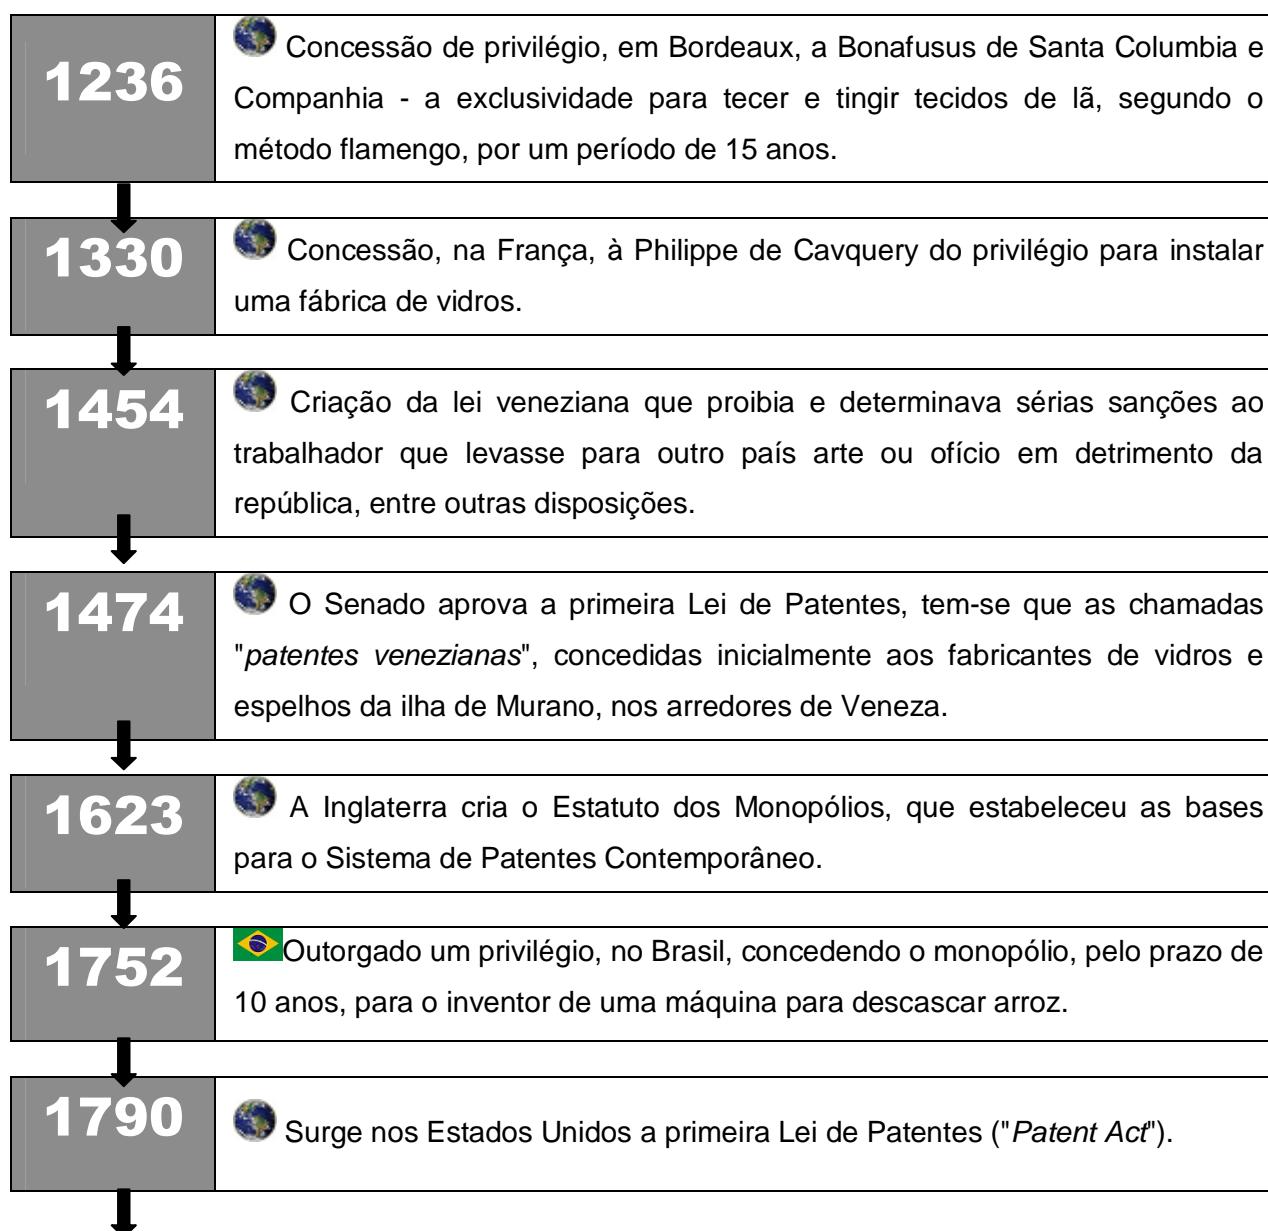 1236
Concessão de privilégio, em Bordeaux, a Bonafusus de Santa Columbia e
Companhia - a exclusividade para tecer e tingir tecidos de lã, segundo o
método flamengo, por um período de 15 anos.
1330
Concessão, na França, à Philippe de Cavquery do privilégio para instalar
uma fábrica de vidros.
1454
Criação da lei veneziana que proibia e determinava sérias sanções ao
trabalhador que levasse para outro país arte ou ofício em detrimento da
república, entre outras disposições.
1474
O Senado aprova a primeira Lei de Patentes, tem-se que as chamadas
"patentes venezianas", concedidas inicialmente aos fabricantes de vidros e
espelhos da ilha de Murano, nos arredores de Veneza.
1623
A Inglaterra cria o Estatuto dos Monopólios, que estabeleceu as bases
para o Sistema de Patentes Contemporâneo.
1752
Outorgado um privilégio, no Brasil, concedendo o monopólio, pelo prazo de
10 anos, para o inventor de uma máquina para descascar arroz.
1790
Surge nos Estados Unidos a primeira Lei de Patentes ("Patent Act").